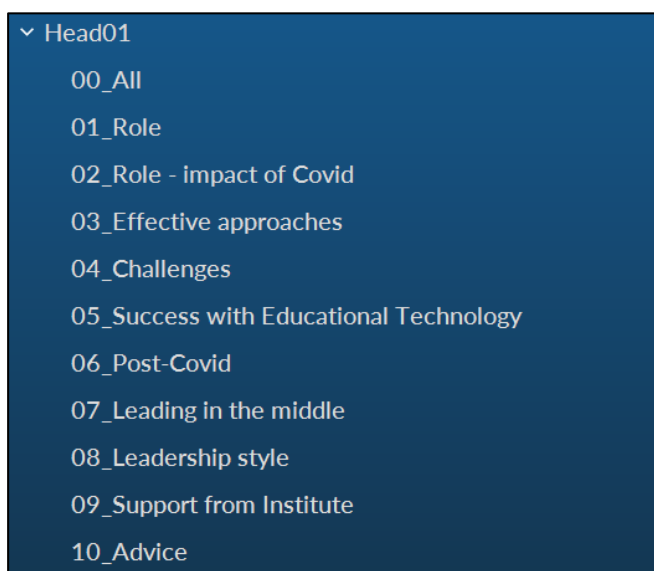 Head01
00_All
01_Role
02_Role - impact of Covid
03_Effective approaches
04_Challenges
05_Success with Educational Technology
06_Post-Covid
07_Leading in the middle
08_Leadership style
09_Support from Institute
10_Advice